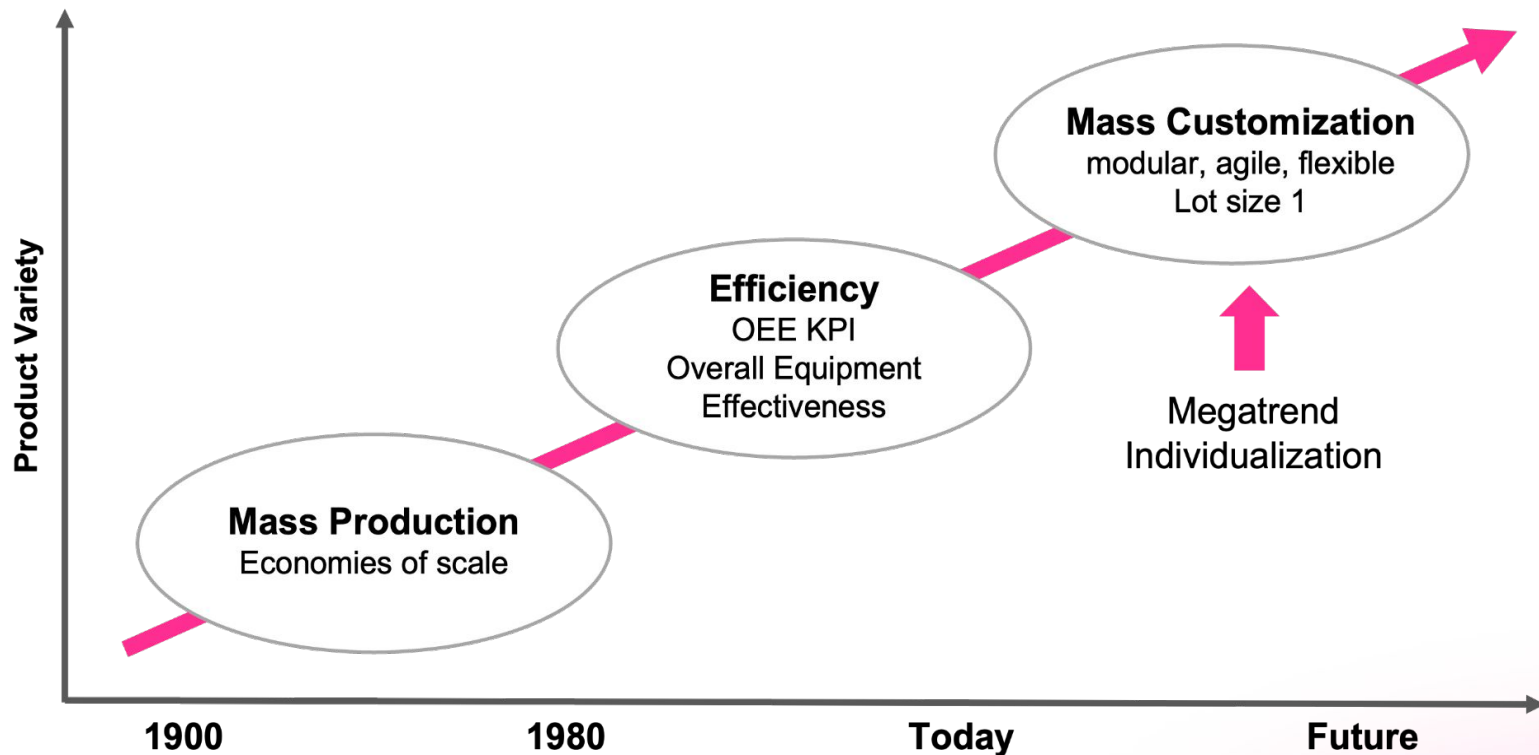 Product Variety
Mass Customization
modular, agile, flexible
Lot size 1
Efficiency
OEE KPI
Overall Equipment
Effectiveness
Megatrend
Individualization
Mass Production
Economies of scale
1900
1980
Today
Future